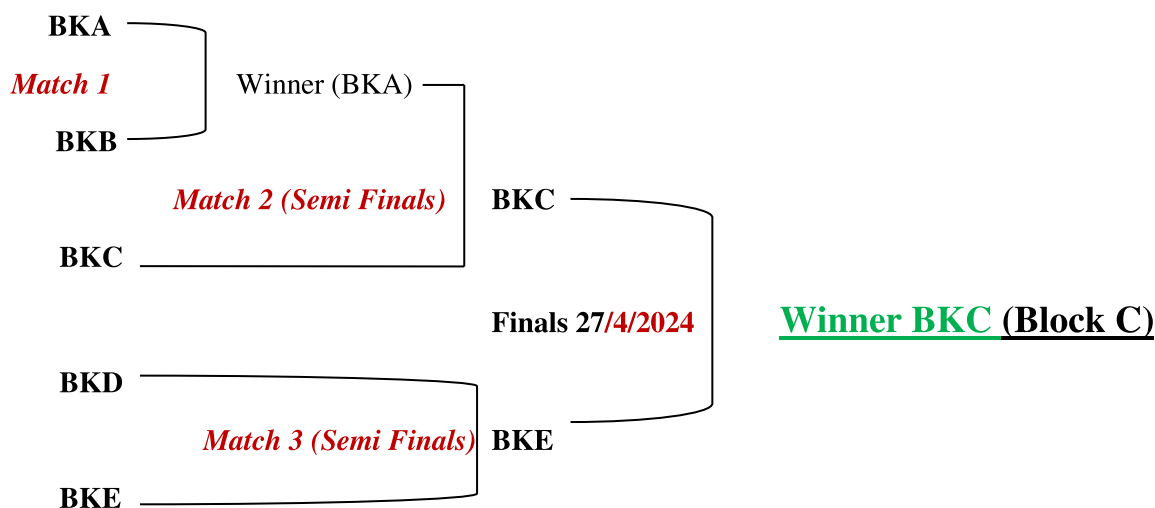 BKA
Match 1
Winner (BKA)
BKB
Match 2 (Semi Finals)
BKC
BKC
Finals 27/4/2024
Winner BKC (Block C)
BKD
Match 3 (Semi Finals)
BKE
BKE